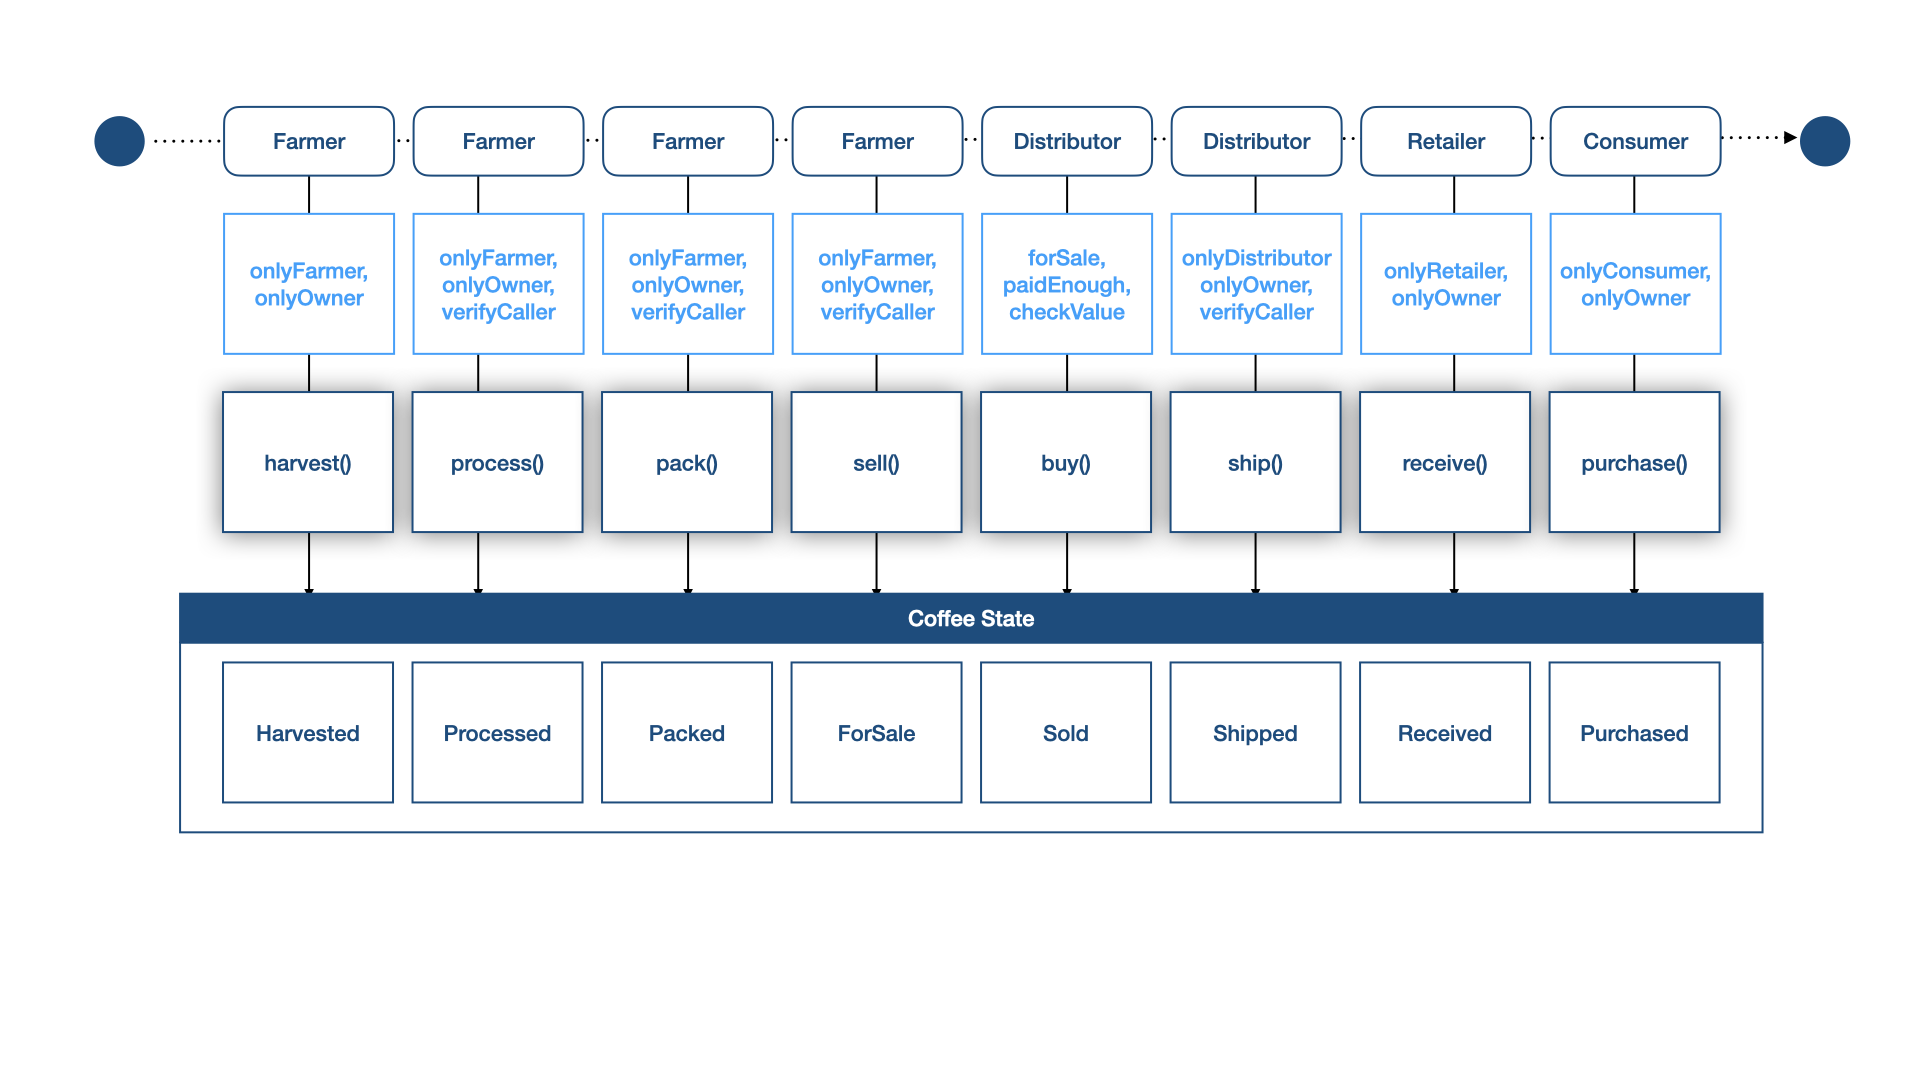 Farmer
Farmer
Farmer
Farmer
Distributor
Distributor
Retailer
Consumer
onlyFarmer,
onlyOwner
onlyFarmer,
onlyOwner,
verifyCaller
onlyFarmer,
onlyOwner,
verifyCaller
onlyFarmer,
onlyOwner,
verifyCaller
forSale,
paidEnough,
checkValue
onlyDistributor
onlyOwner,
verifyCaller
onlyRetailer,
onlyOwner
onlyConsumer,
onlyOwner
harvest()
process()
pack()
sell()
buy()
ship()
receive()
purchase()
Coffee State
Harvested
Processed
Packed
ForSale
Sold
Shipped
Received
Purchased